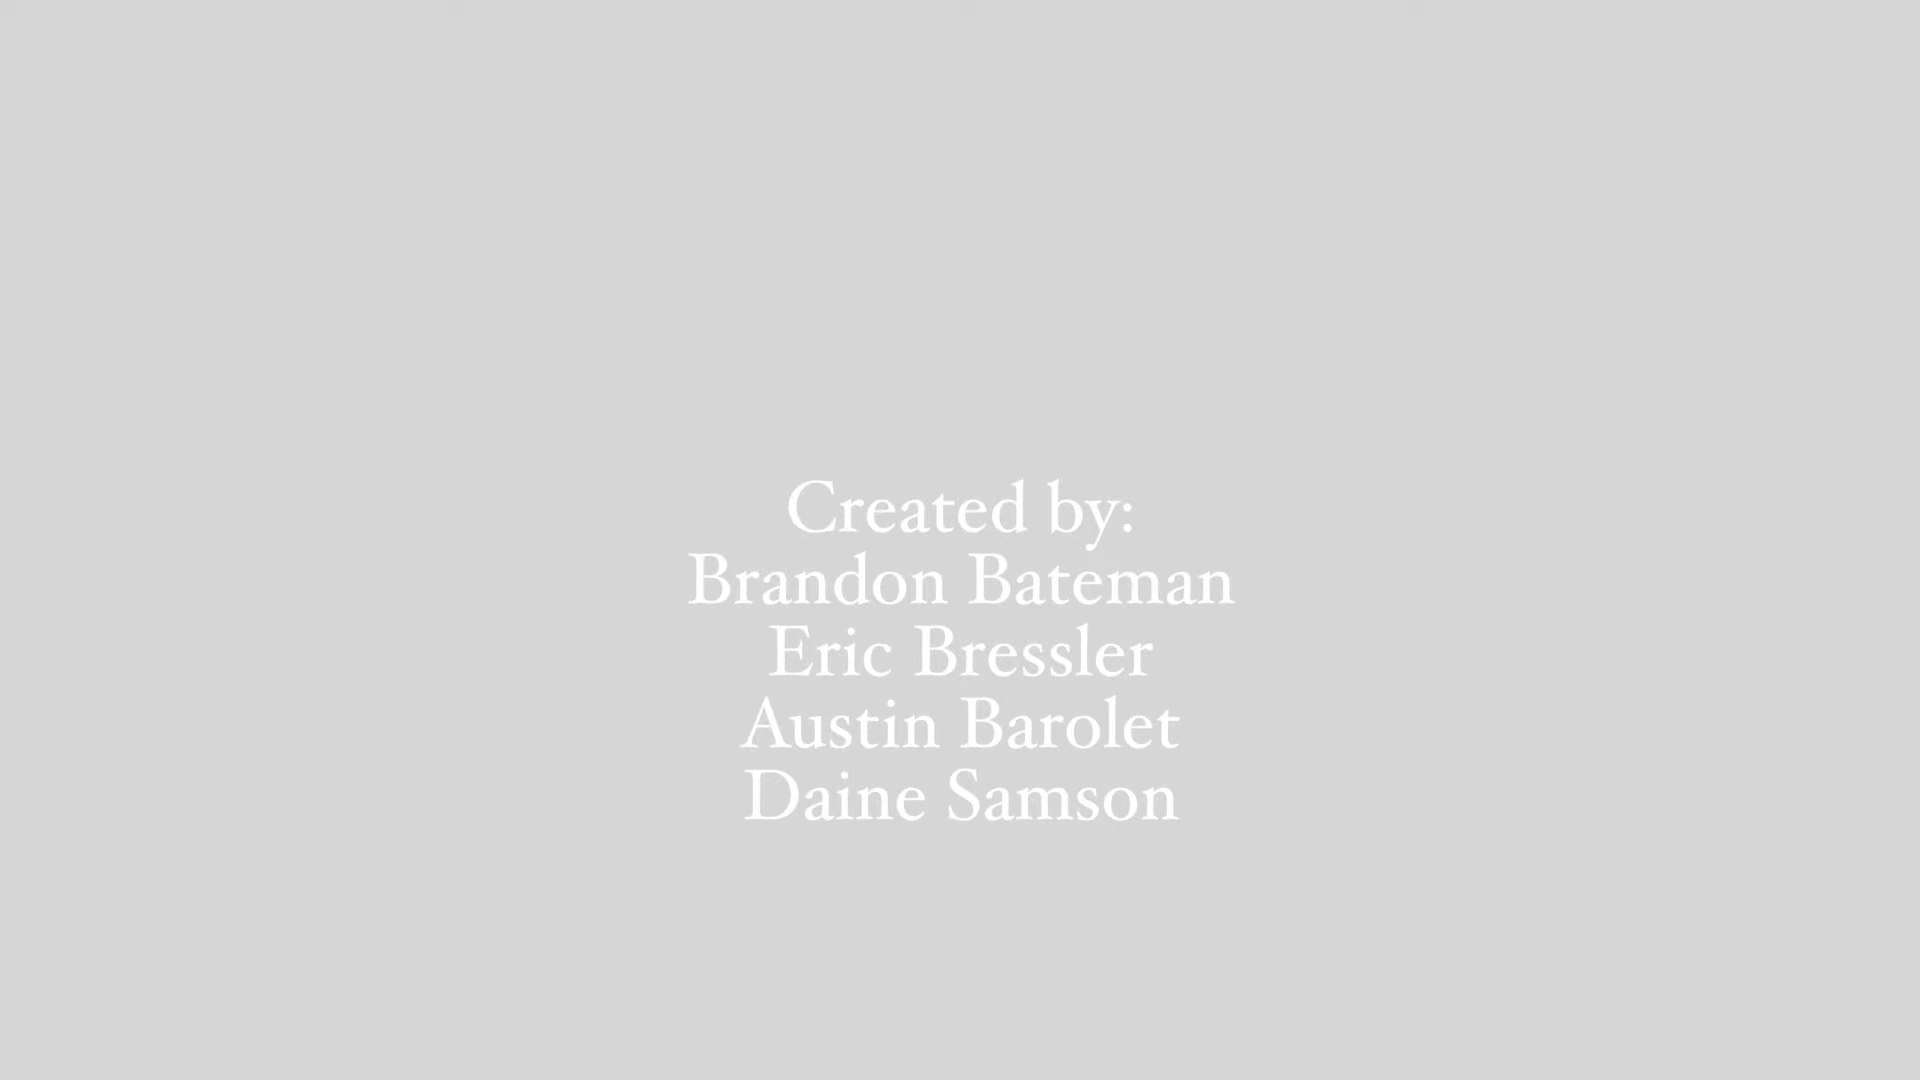 Created by:
Brandon Bateman
Eric Bressler
Austin Barolet
Daine Samson